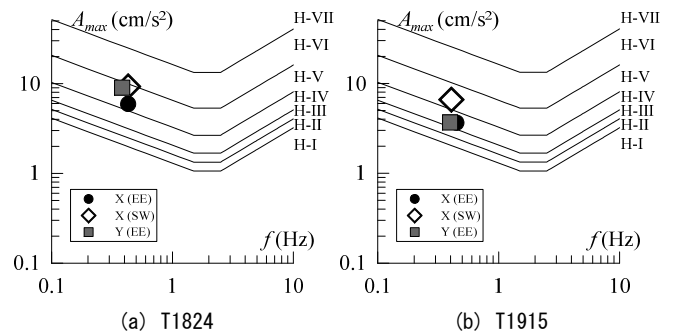 A_max (cm/s²)
H-VII
H-VI
H-V
H-IV
H-III
H-II
H-I
10
1
0.1
X (EE)
X (SW)
Y (EE)
f (Hz)
0.1 1 10
(a) T1824
A_max (cm/s²)
H-VII
H-VI
H-V
H-IV
H-III
H-II
H-I
10
1
0.1
X (EE)
X (SW)
Y (EE)
f (Hz)
0.1 1 10
(b) T1915